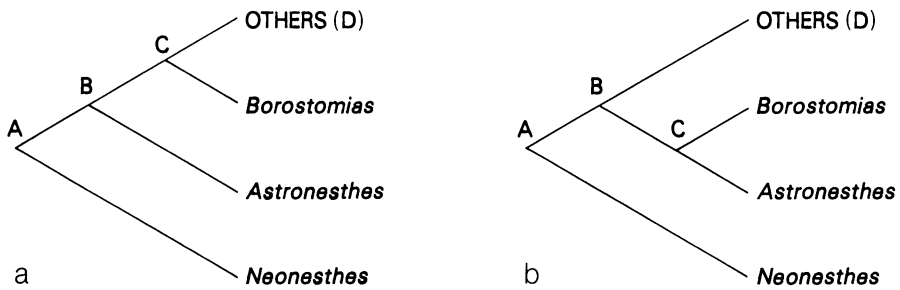 OTHERS (D)
C
B
Borostomias
A
Astronesthes
Neonesthes
a
OTHERS (D)
B
Borostomias
C
A
Astronesthes
Neonesthes
b